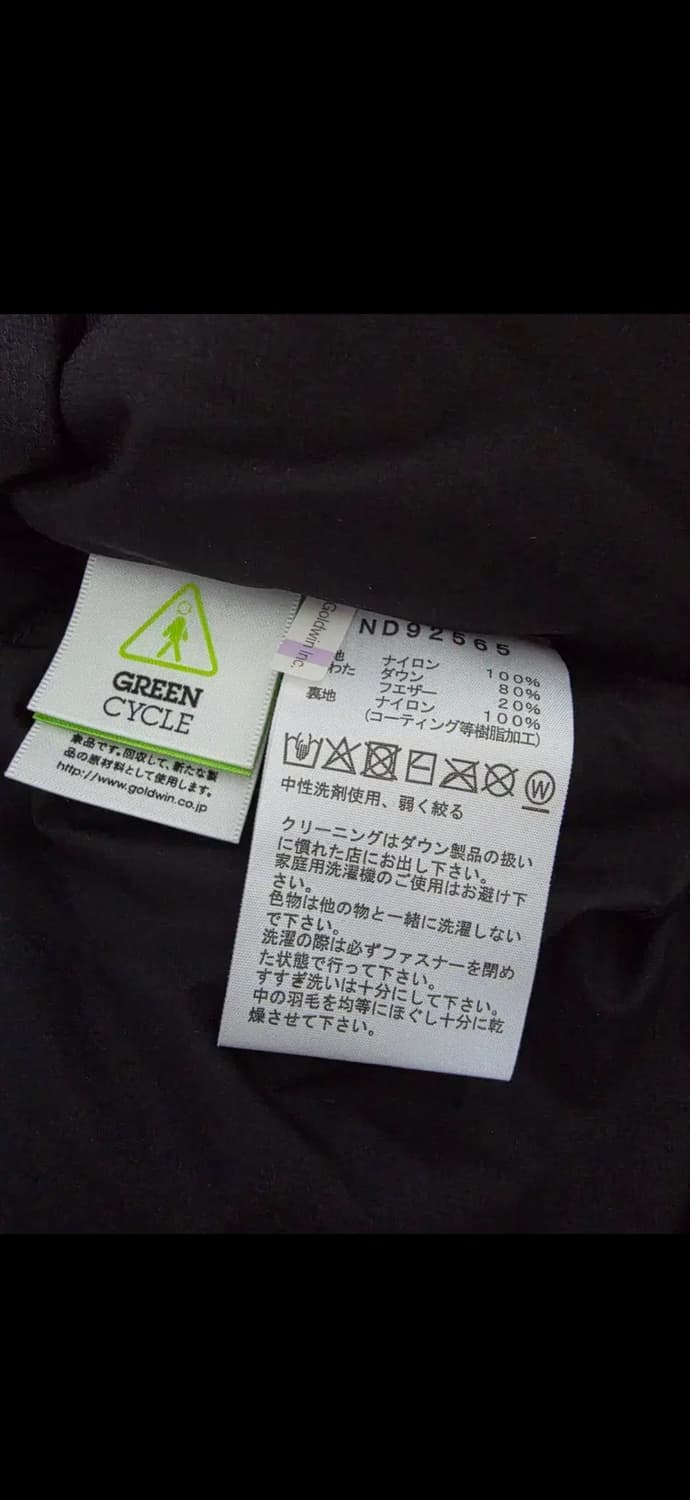 GREEN
CYCLE
品です。回収して、新たな製
品の原材料として使用します。
http://www.goldwin.co.jp
Goldwin Inc.
ND92565
地 ナイロン 100%
わた ダウン 80%
フエザー 20%
裏地 ナイロン 100%
(コーティング等樹脂加工)
W
中性洗剤使用、弱く絞る
クリーニングはダウン製品の扱い
に慣れた店にお出し下さい。
家庭用洗濯機のご使用はお避け下
さい。
色物は他の物と一緒に洗濯しない
で下さい。
洗濯の際は必ずファスナーを閉め
た状態で行って下さい。
すすぎ洗いは十分にして下さい。
中の羽毛を均等にほぐし十分に乾
燥させて下さい。